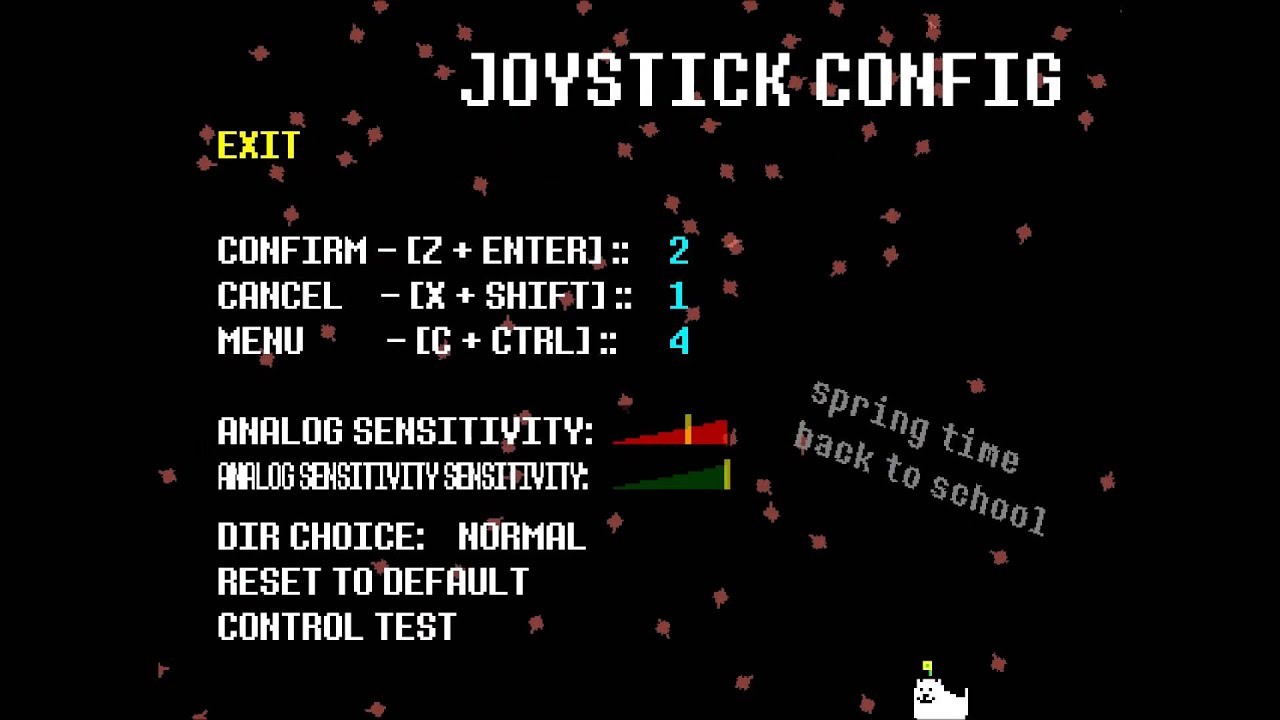 JOYSTICK CONFIG
EXIT
CONFIRM - [Z + ENTER] :: 2
CANCEL - [X + SHIFT] :: 1
MENU - [C + CTRL] :: 4
ANALOG SENSITIVITY:
ANALOG SENSITIVITY SENSITIVITY:
spring time
back to school
DIR CHOICE: NORMAL
RESET TO DEFAULT
CONTROL TEST